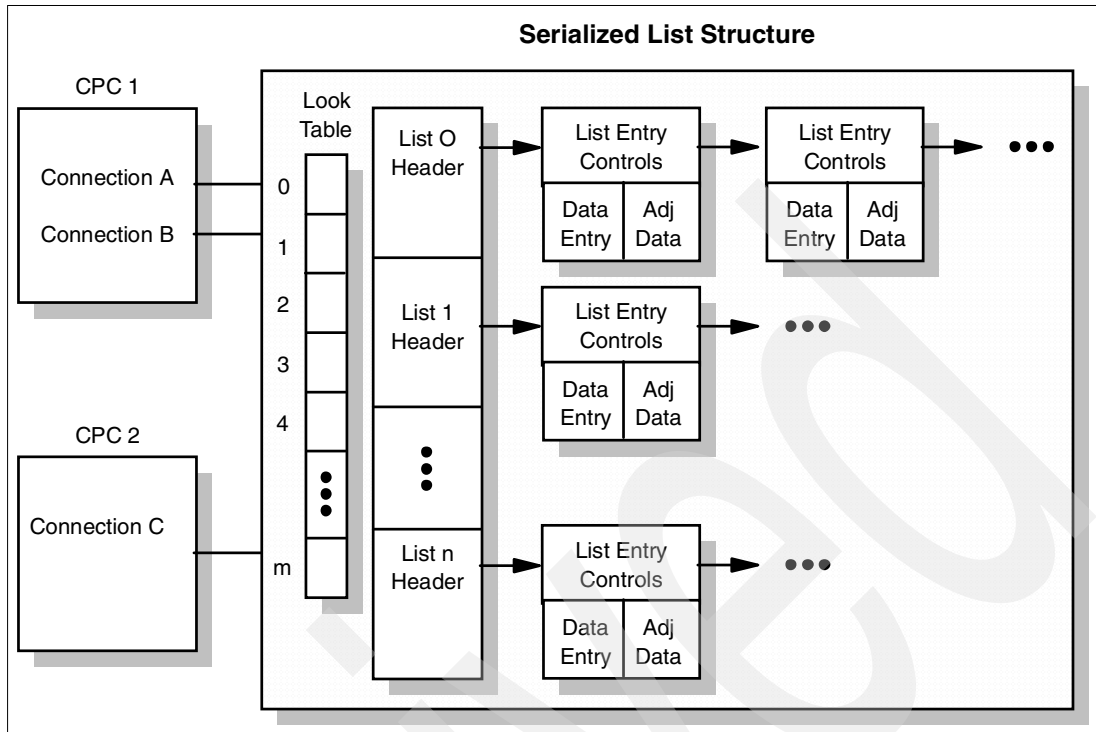 Serialized List Structure
CPC 1
Connection A
Connection B
CPC 2
Connection C
Look
Table
0
1
2
3
4
m
List O
Header
List 1
Header
List n
Header
List Entry
Controls
Data
Entry
Adj
Data
List Entry
Controls
Data
Entry
Adj
Data
List Entry
Controls
Data
Entry
Adj
Data
List Entry
Controls
Data
Entry
Adj
Data